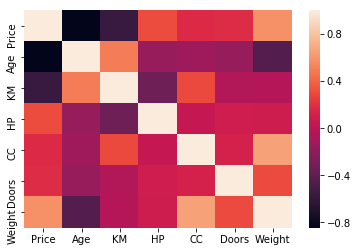 Price
Age
KM
HP
CC
Doors
Weight
Price Age KM HP CC Doors Weight
0.8
0.4
0.0
−0.4
−0.8